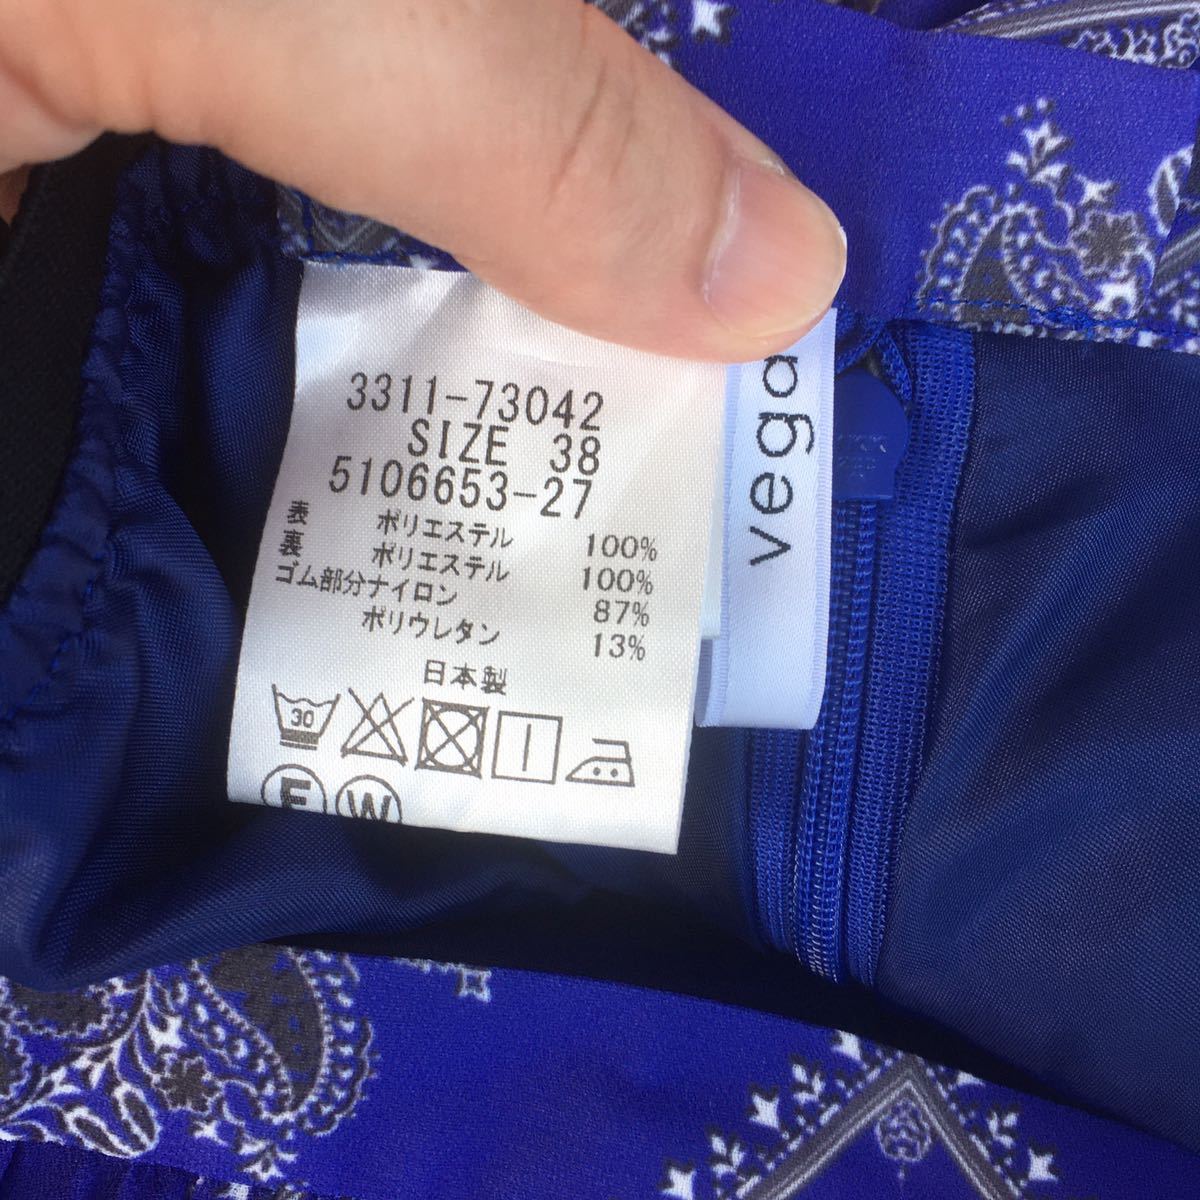 3311-73042
SIZE 38
5106653-27
表 ポリエステル 100%
裏 ポリエステル 100%
ゴム部分ナイロン 87%
ポリウレタン 13%
日本製
30
F W
vega